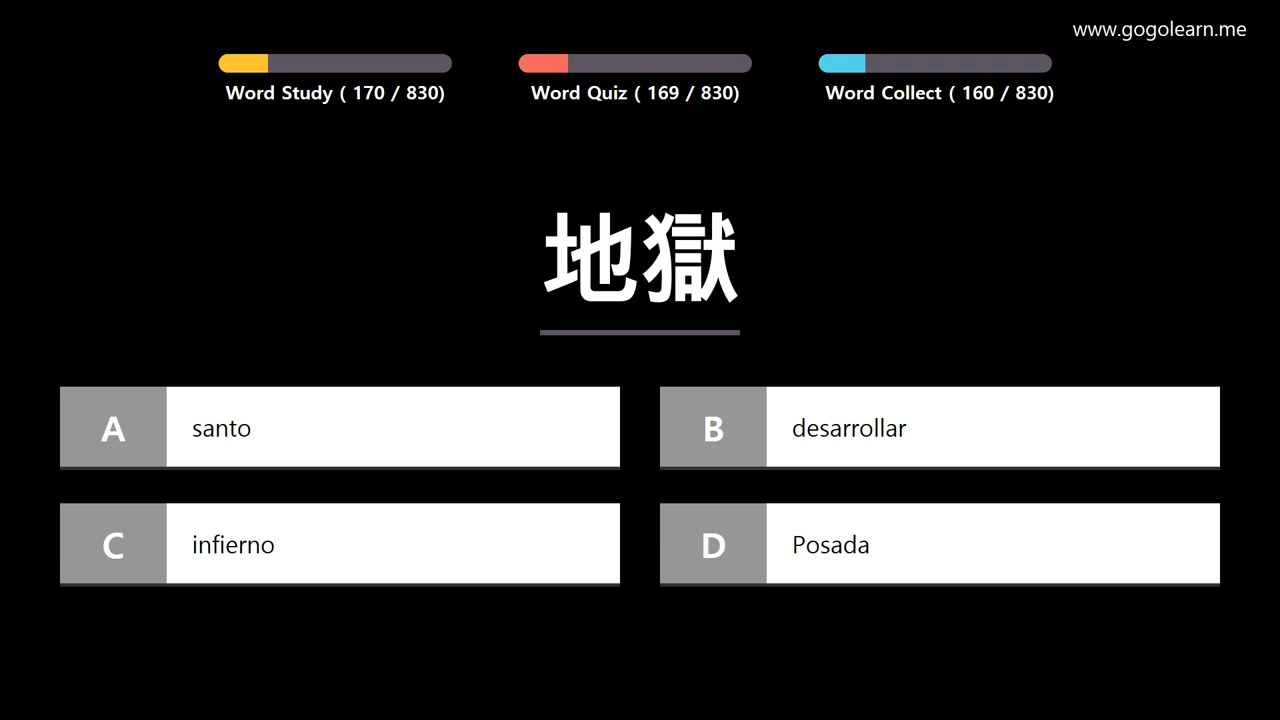 www.gogolearn.me
Word Study ( 170 / 830)
Word Quiz ( 169 / 830)
Word Collect ( 160 / 830)
地獄
A santo
B desarrollar
C infierno
D Posada